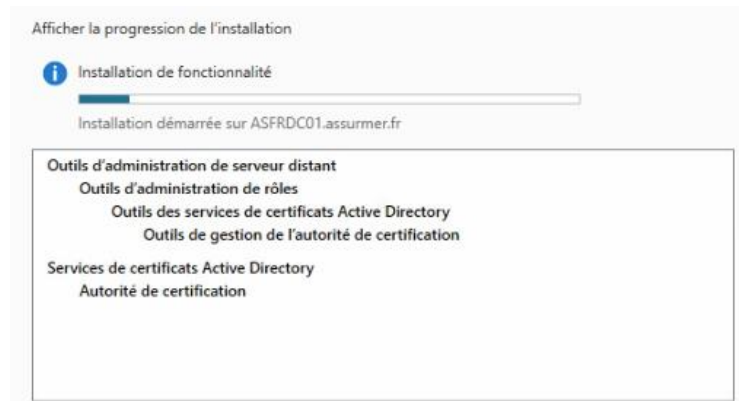 Afficher la progression de l'installation
Installation de fonctionnalité
Installation démarrée sur ASFRDC01.assurmer.fr
Outils d'administration de serveur distant
Outils d'administration de rôles
Outils des services de certificats Active Directory
Outils de gestion de l'autorité de certification
Services de certificats Active Directory
Autorité de certification